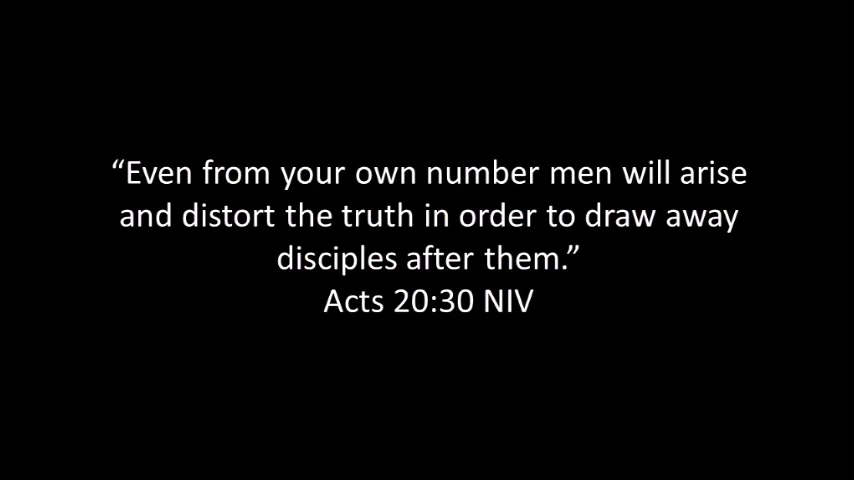 “Even from your own number men will arise
and distort the truth in order to draw away
disciples after them.”
Acts 20:30 NIV